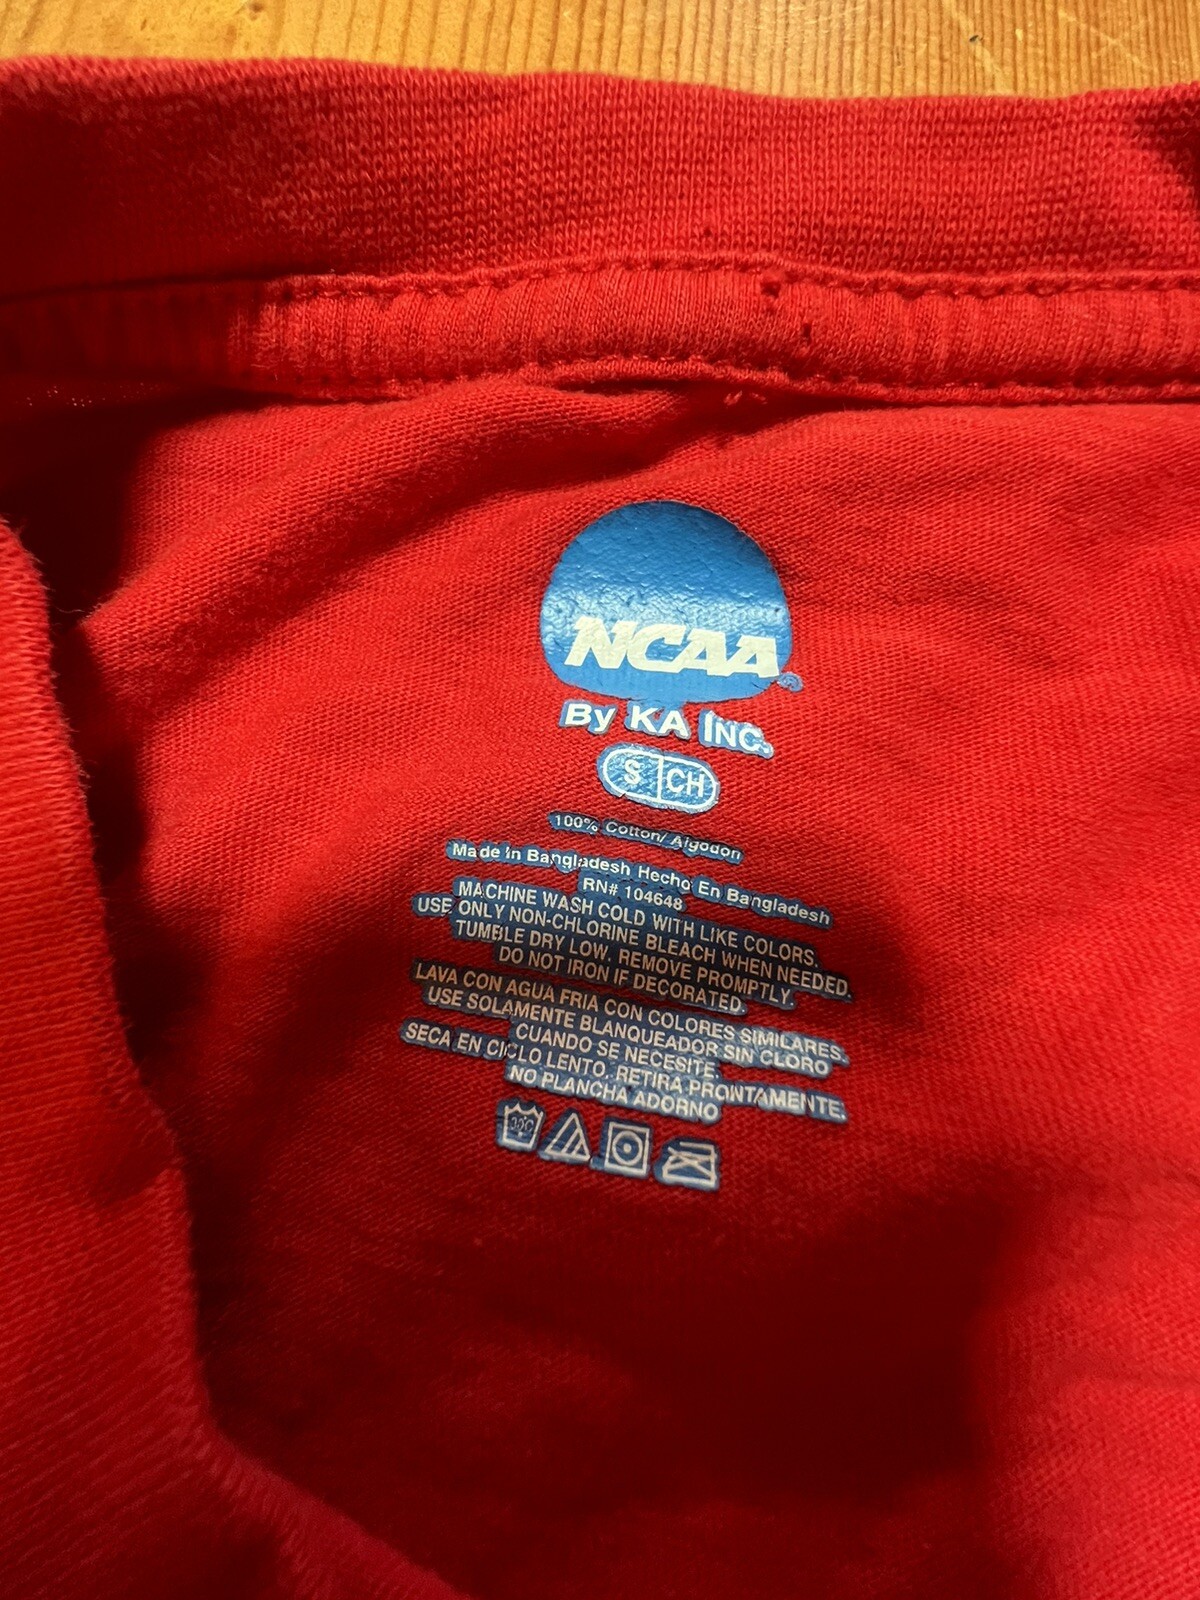 NCAA®
By KA INC.
S CH
100% Cotton/ Algodon
Made In Bangladesh Hecho En Bangladesh
RN# 104648
MACHINE WASH COLD WITH LIKE COLORS.
USE ONLY NON-CHLORINE BLEACH WHEN NEEDED.
TUMBLE DRY LOW. REMOVE PROMPTLY.
DO NOT IRON IF DECORATED.
LAVA CON AGUA FRIA CON COLORES SIMILARES.
USE SOLAMENTE BLANQUEADOR SIN CLORO
CUANDO SE NECESITE.
SECA EN CICLO LENTO. RETIRA PRONTAMENTE.
NO PLANCHA ADORNO